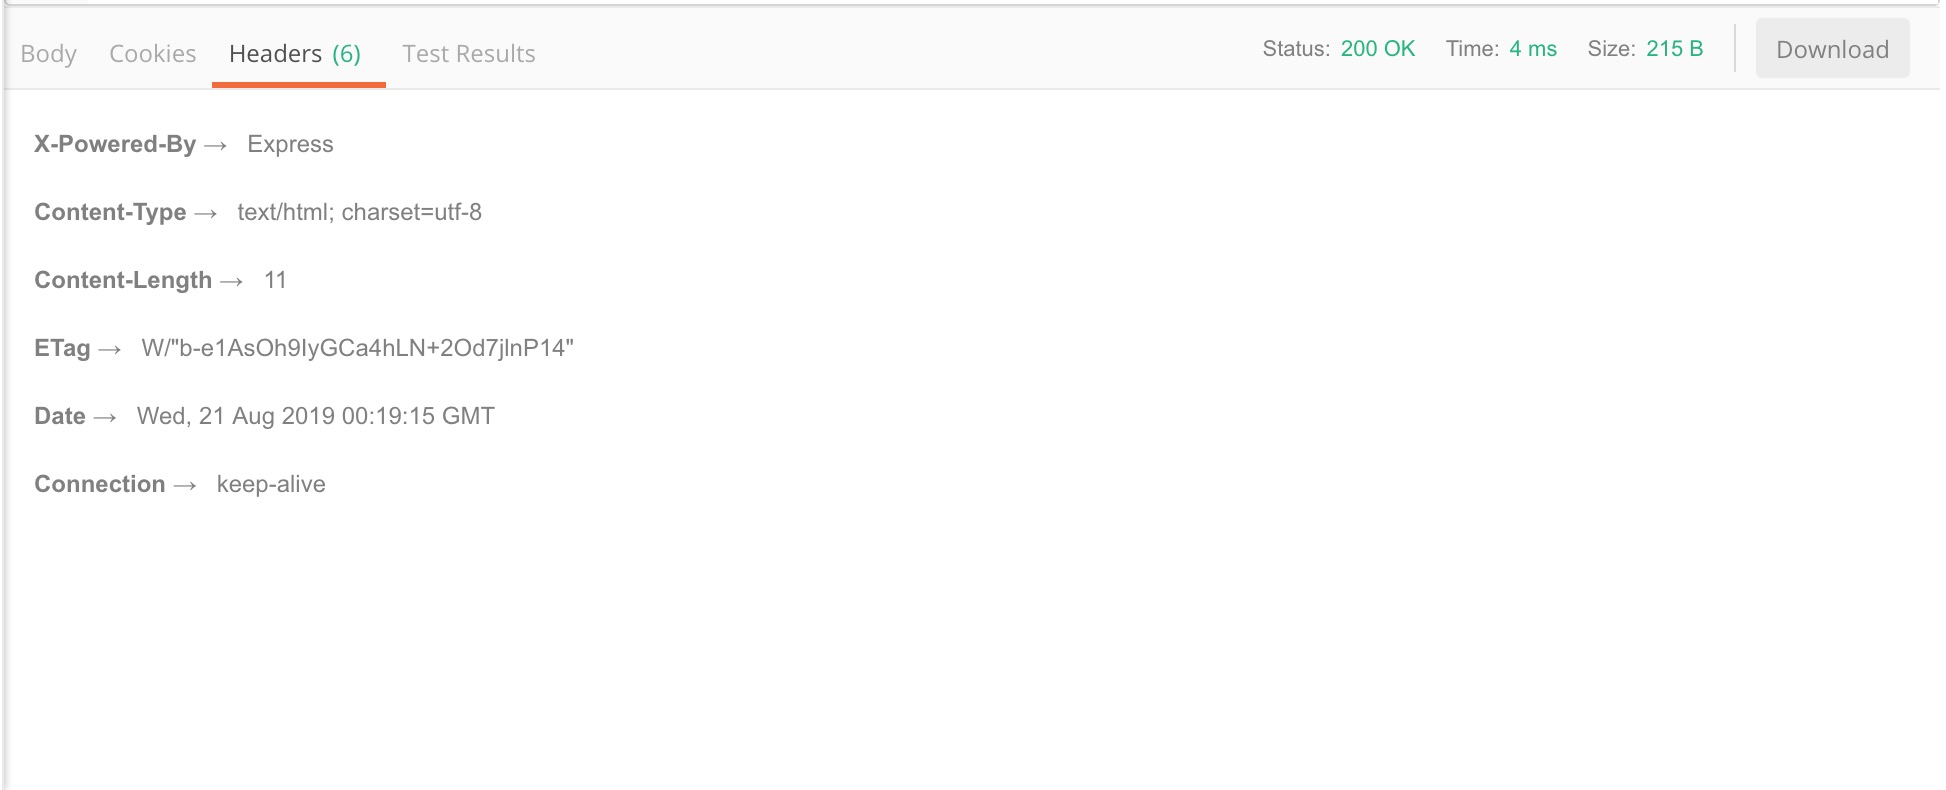 Body Cookies Headers (6) Test Results Status: 200 OK Time: 4 ms Size: 215 B Download
X-Powered-By → Express
Content-Type → text/html; charset=utf-8
Content-Length → 11
ETag → W/"b-e1AsOh9IyGCa4hLN+2Od7jlnP14"
Date → Wed, 21 Aug 2019 00:19:15 GMT
Connection → keep-alive